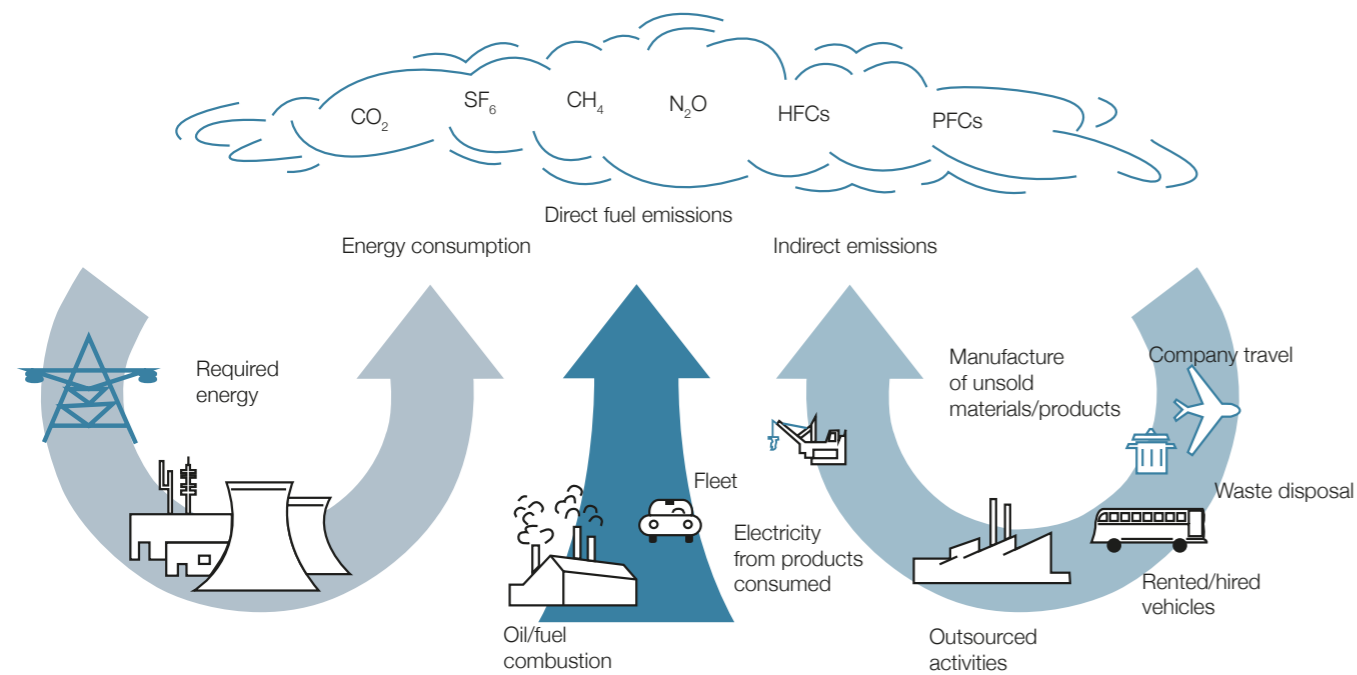 CO₂
SF₆
CH₄
N₂O
HFCs
PFCs
Direct fuel emissions
Energy consumption
Indirect emissions
Required
energy
Manufacture
of unsold
materials/products
Company travel
Fleet
Waste disposal
Electricity
from products
consumed
Rented/hired
vehicles
Oil/fuel
combustion
Outsourced
activities